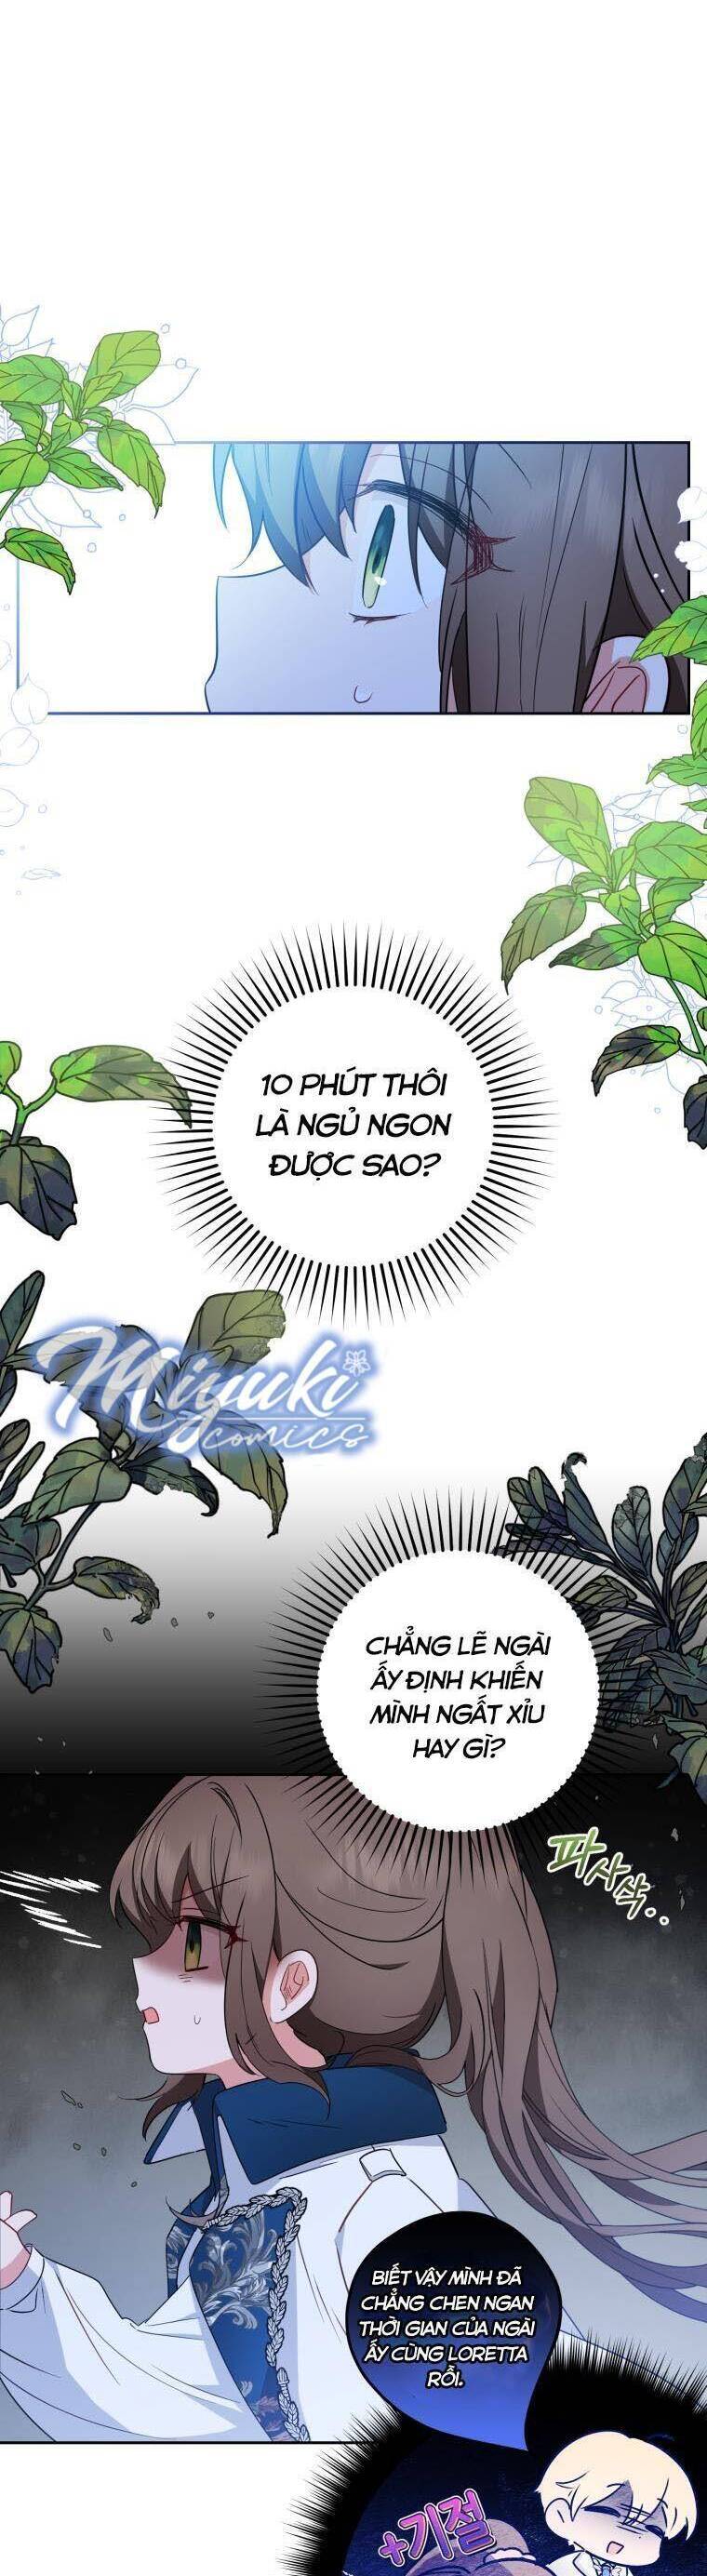 10 PHÚT THÔI
LÀ NGỦ NGON
ĐƯỢC SAO?
Miyuki
comics
CHẲNG LẼ NGÀI
ẤY ĐỊNH KHIẾN
MÌNH NGẤT XỈU
HAY GÌ?
파사삭..
BIẾT VẬY MÌNH ĐÃ
CHẲNG CHEN NGAN
THỜI GIAN CỦA NGÀI
ẤY CÙNG LORETTA
RỒI.
+기절